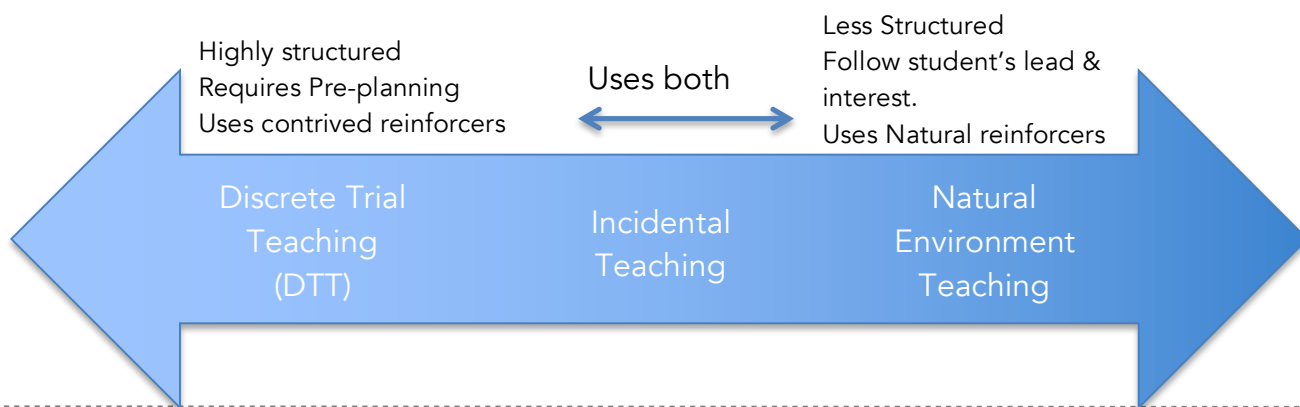 Highly structured
Requires Pre-planning
Uses contrived reinforcers
Uses both
Less Structured
Follow student’s lead &
interest.
Uses Natural reinforcers
Discrete Trial
Teaching
(DTT)
Incidental
Teaching
Natural
Environment
Teaching